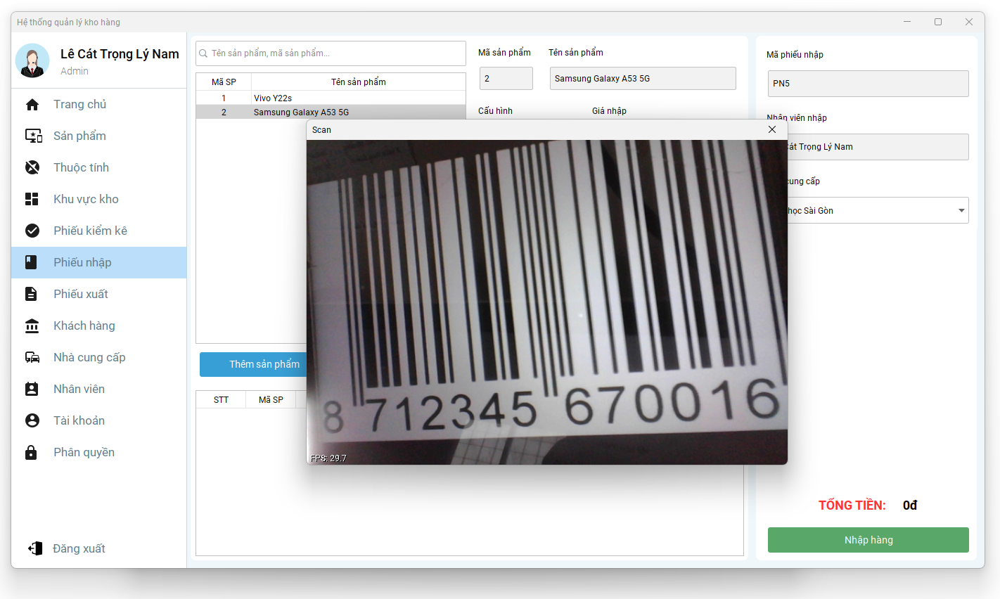 Hệ thống quản lý kho hàng
Lê Cát Trọng Lý Nam
Admin
Trang chủ
Sản phẩm
Thuộc tính
Khu vực kho
Phiếu kiểm kê
Phiếu nhập
Phiếu xuất
Khách hàng
Nhà cung cấp
Nhân viên
Tài khoản
Phân quyền
Đăng xuất
Tên sản phẩm, mã sản phẩm...
Mã SP Tên sản phẩm
1 Vivo Y22s
2 Samsung Galaxy A53 5G
Thêm sản phẩm
STT Mã SP
Mã sản phẩm Tên sản phẩm
2 Samsung Galaxy A53 5G
Cấu hình Giá nhập
Scan
8 712345 670016
FPS: 29.7
Mã phiếu nhập
PN5
Nhân viên nhập
Cát Trọng Lý Nam
cung cấp
học Sài Gòn
TỔNG TIỀN: 0đ
Nhập hàng